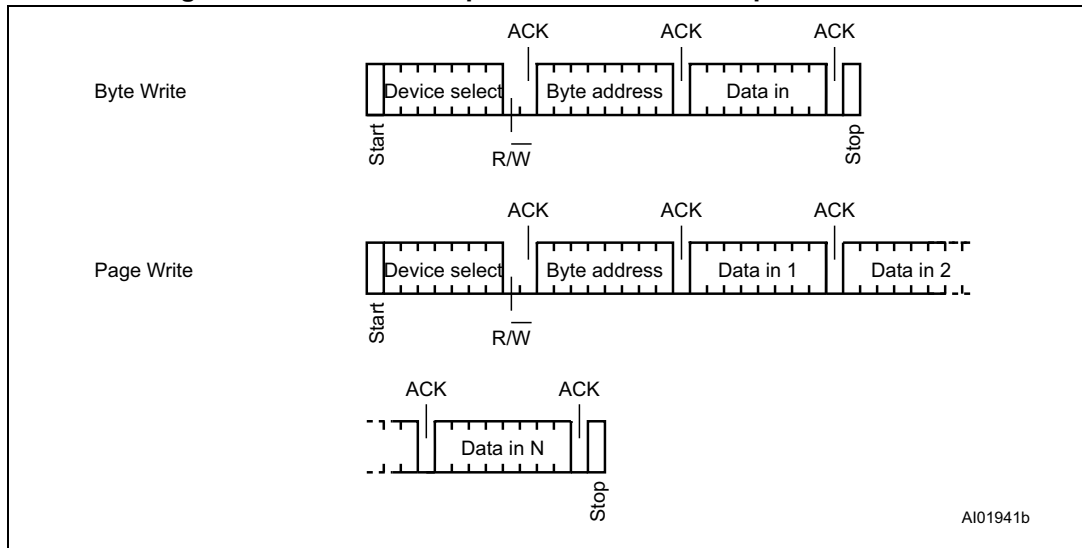 ACK ACK ACK
Byte Write Device select Byte address Data in
Start R/W Stop
ACK ACK ACK
Page Write Device select Byte address Data in 1 Data in 2
Start R/W
ACK ACK
Data in N
Stop
AI01941b